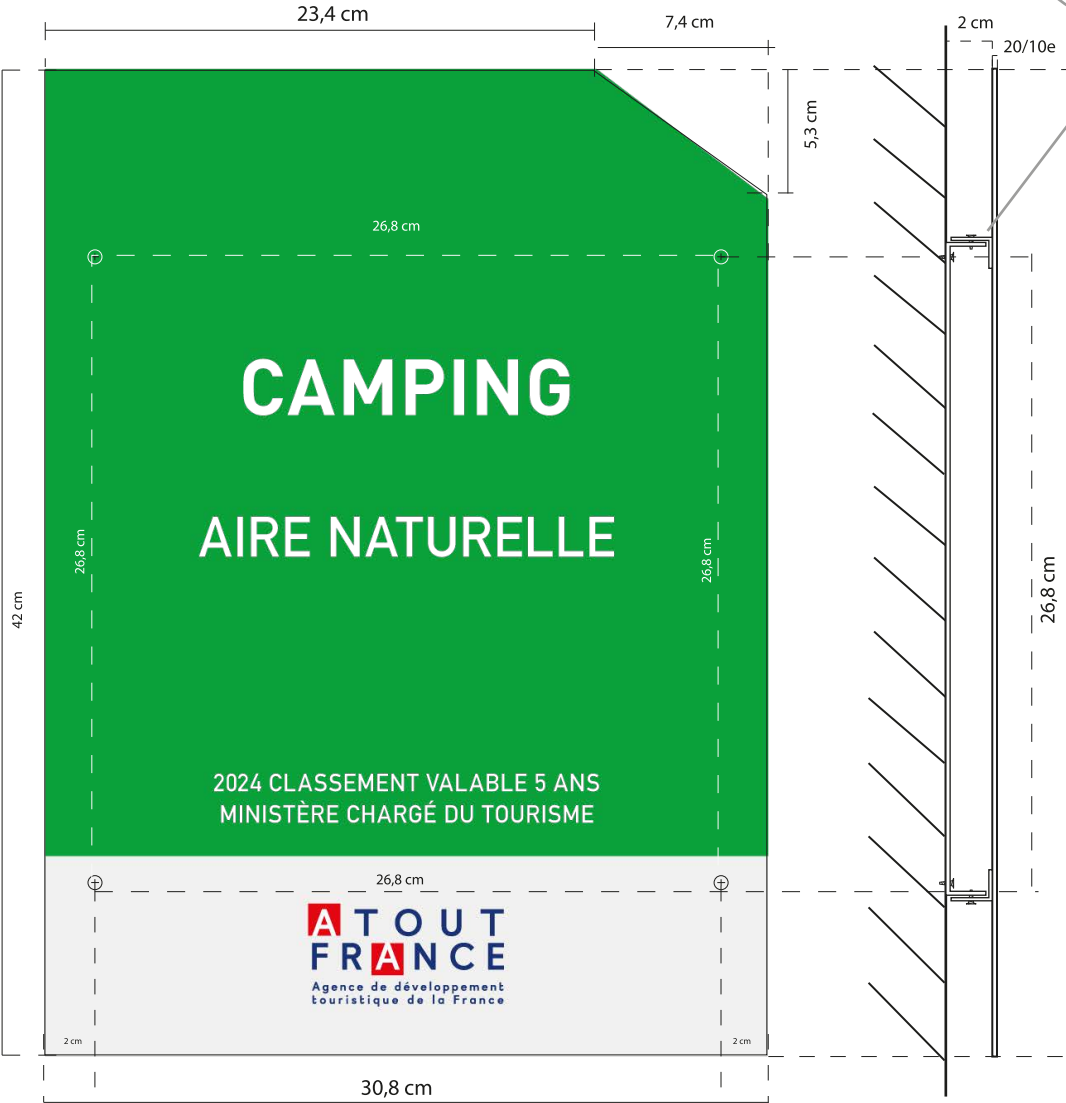 23,4 cm
7,4 cm
2 cm
20/10e
5,3 cm
26,8 cm
CAMPING
AIRE NATURELLE
26,8 cm
26,8 cm
26,8 cm
42 cm
2024 CLASSEMENT VALABLE 5 ANS
MINISTÈRE CHARGÉ DU TOURISME
26,8 cm
ATOUT
FRANCE
Agence de développement
touristique de la France
2 cm
2 cm
30,8 cm